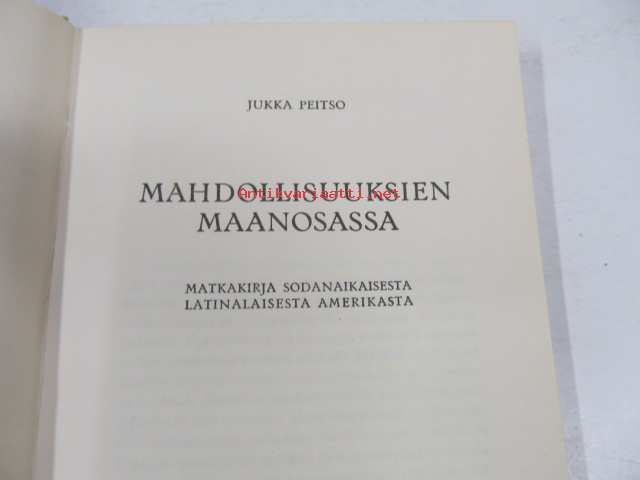 JUKKA PEITSO
MAHDOLLISUUKSIEN
Antikvariaatti.net
MAANOSASSA
MATKAKIRJA SODANAIKAISESTA
LATINALAISESTA AMERIKASTA